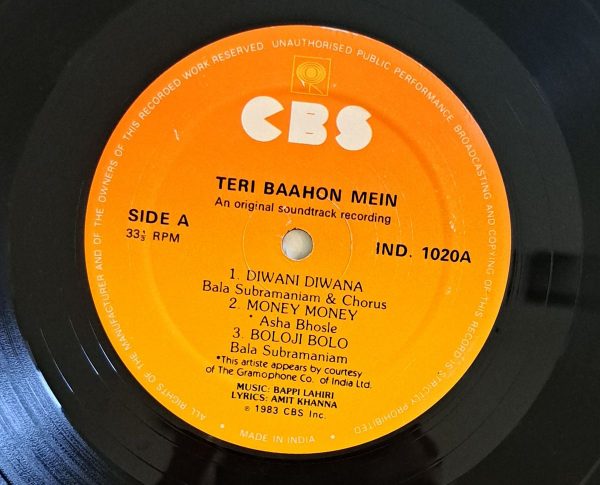 ALL RIGHTS OF THE MANUFACTURER AND OF THE OWNERS OF THIS RECORDED WORK RESERVED. UNAUTHORISED PUBLIC PERFORMANCE BROADCASTING AND COPYING OF THIS RECORD IS STRICTLY PROHIBITED
CBS
TERI BAAHON MEIN
An original soundtrack recording
SIDE A
33⅓ RPM
IND. 1020A
1. DIWANI DIWANA
Bala Subramaniam & Chorus
2. MONEY MONEY
* Asha Bhosle
3. BOLOJI BOLO
Bala Subramaniam
*This artiste appears by courtesy
of The Gramophone Co. of India Ltd.
MUSIC: BAPPI LAHIRI
LYRICS: AMIT KHANNA
℗ 1983 CBS Inc.
• MADE IN INDIA •